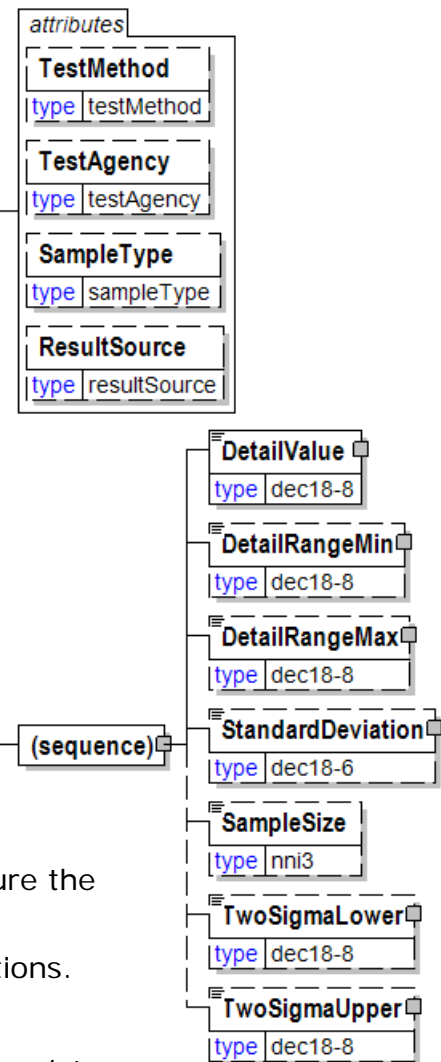 attributes
TestMethod
type testMethod
TestAgency
type testAgency
SampleType
type sampleType
ResultSource
type resultSource
DetailValue
type dec18-8
DetailRangeMin
type dec18-8
DetailRangeMax
type dec18-8
(sequence)
StandardDeviation
type dec18-6
SampleSize
type nni3
TwoSigmaLower
type dec18-8
TwoSigmaUpper
type dec18-8
ure the
tions.